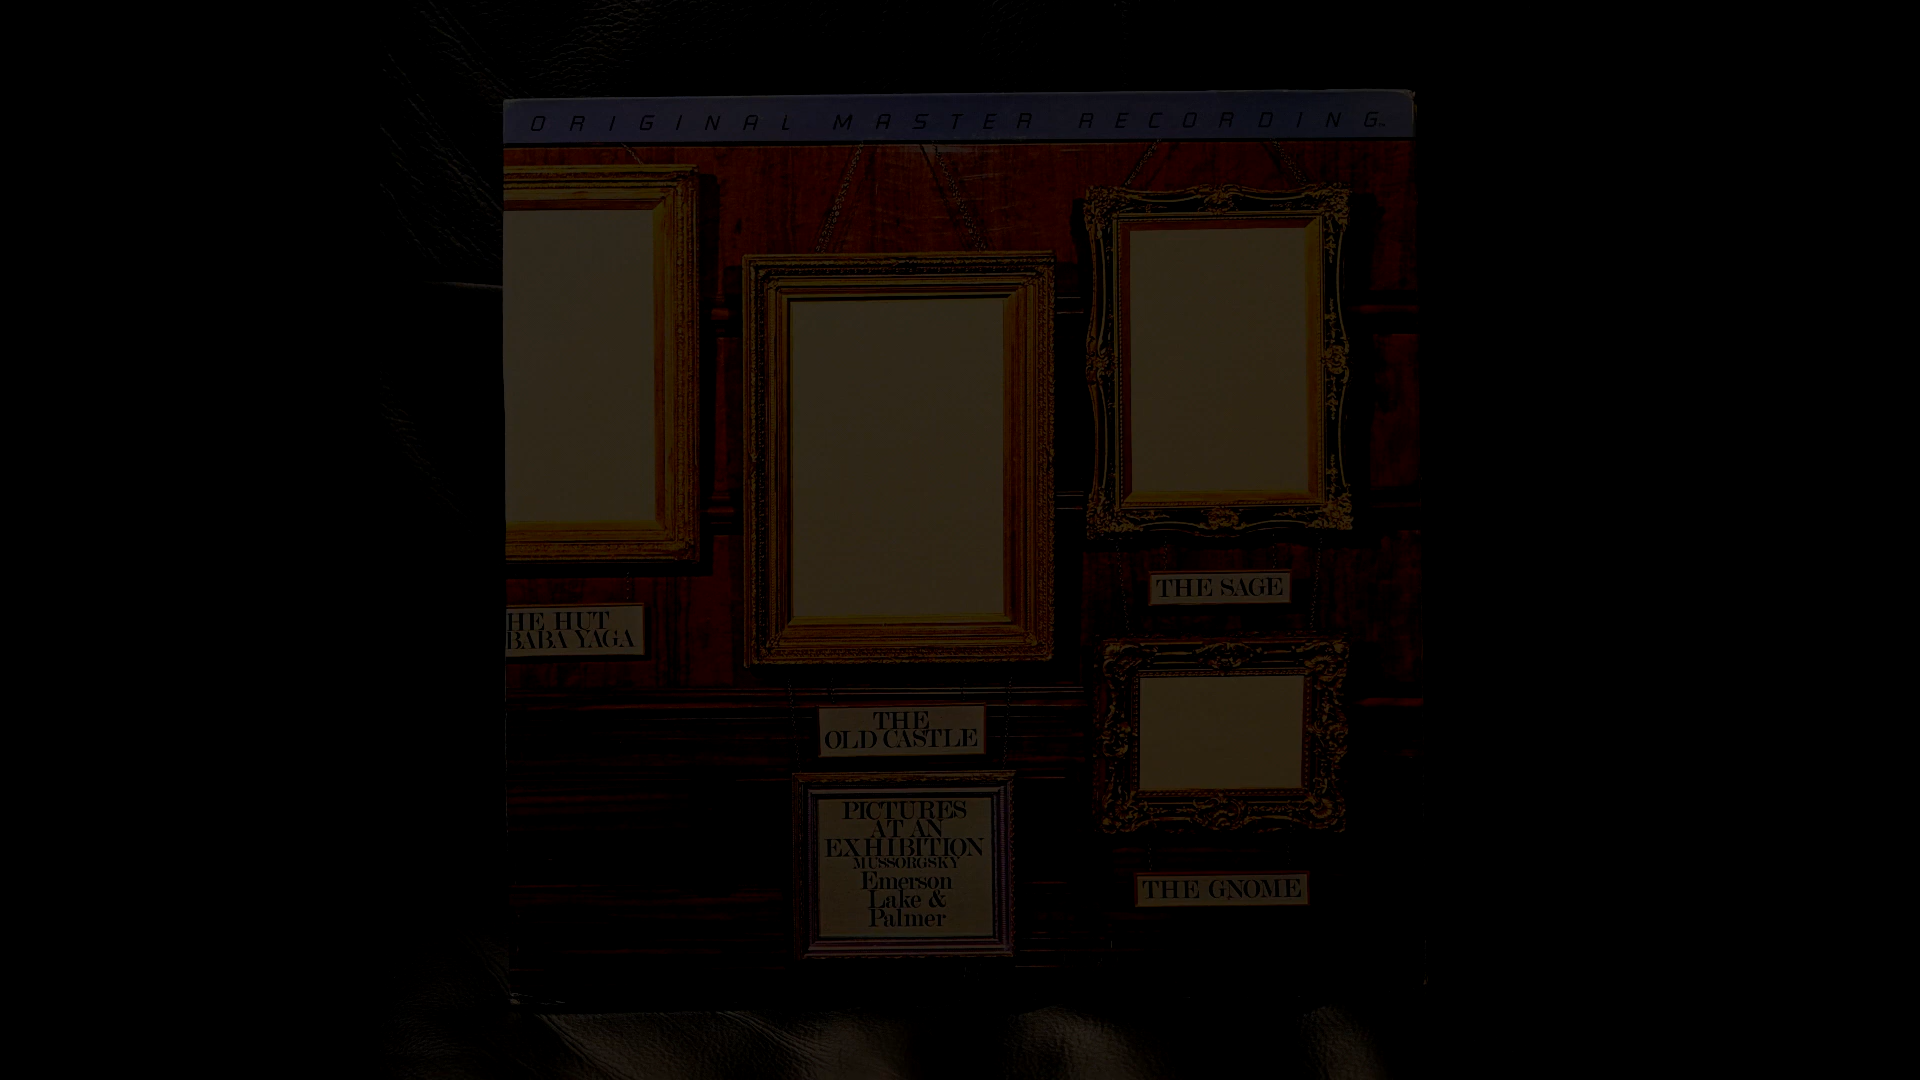 ORIGINAL MASTER RECORDING™
HE HUT
BABA YAGA
THE
OLD CASTLE
PICTURES
AT AN
EXHIBITION
MUSSORGSKY
Emerson
Lake &
Palmer
THE SAGE
THE GNOME